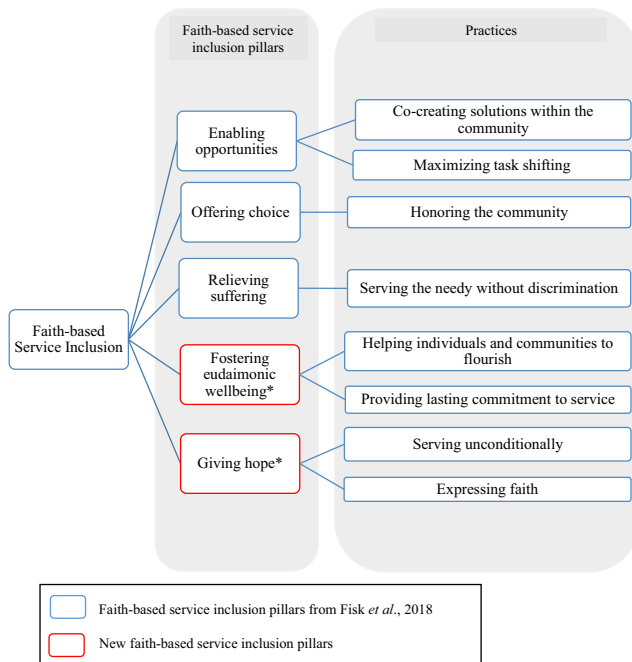 Faith-based service
inclusion pillars
Practices
Enabling
opportunities
Co-creating solutions within the
community
Maximizing task shifting
Offering choice
Honoring the community
Relieving
suffering
Serving the needy without discrimination
Faith-based
Service Inclusion
Fostering
eudaimonic
wellbeing*
Helping individuals and communities to
flourish
Providing lasting commitment to service
Giving hope*
Serving unconditionally
Expressing faith
Faith-based service inclusion pillars from Fisk et al., 2018
New faith-based service inclusion pillars